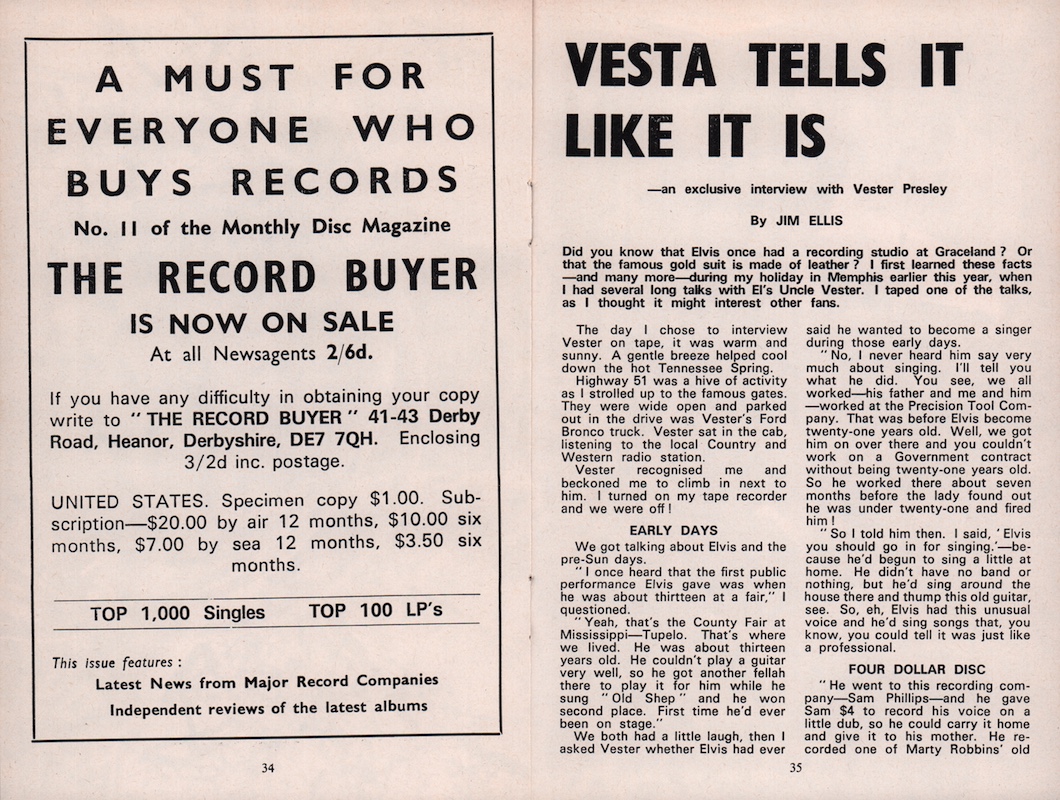 A MUST FOR
EVERYONE WHO
BUYS RECORDS
No. 11 of the Monthly Disc Magazine
THE RECORD BUYER
IS NOW ON SALE
At all Newsagents 2/6d.
If you have any difficulty in obtaining your copy
write to "THE RECORD BUYER" 41-43 Derby
Road, Heanor, Derbyshire, DE7 7QH. Enclosing
3/2d inc. postage.
UNITED STATES. Specimen copy $1.00. Sub-
scription—$20.00 by air 12 months, $10.00 six
months, $7.00 by sea 12 months, $3.50 six
months.
TOP 1,000 Singles TOP 100 LP's
This issue features :
Latest News from Major Record Companies
Independent reviews of the latest albums
34
VESTA TELLS IT
LIKE IT IS
—an exclusive interview with Vester Presley
By JIM ELLIS
Did you know that Elvis once had a recording studio at Graceland ? Or
that the famous gold suit is made of leather ? I first learned these facts
—and many more—during my holiday in Memphis earlier this year, when
I had several long talks with El's Uncle Vester. I taped one of the talks,
as I thought it might interest other fans.
The day I chose to interview
Vester on tape, it was warm and
sunny. A gentle breeze helped cool
down the hot Tennessee Spring.
Highway 51 was a hive of activity
as I strolled up to the famous gates.
They were wide open and parked
out in the drive was Vester's Ford
Bronco truck. Vester sat in the cab,
listening to the local Country and
Western radio station.
Vester recognised me and
beckoned me to climb in next to
him. I turned on my tape recorder
and we were off !
EARLY DAYS
We got talking about Elvis and the
pre-Sun days.
"I once heard that the first public
performance Elvis gave was when
he was about thirtteen at a fair," I
questioned.
"Yeah, that's the County Fair at
Mississippi—Tupelo. That's where
we lived. He was about thirteen
years old. He couldn't play a guitar
very well, so he got another fellah
there to play it for him while he
sung "Old Shep" and he won
second place. First time he'd ever
been on stage."
We both had a little laugh, then I
asked Vester whether Elvis had ever
said he wanted to become a singer
during those early days.
"No, I never heard him say very
much about singing. I'll tell you
what he did. You see, we all
worked—his father and me and him
—worked at the Precision Tool Com-
pany. That was before Elvis become
twenty-one years old. Well, we got
him on over there and you couldn't
work on a Government contract
without being twenty-one years old.
So he worked there about seven
months before the lady found out
he was under twenty-one and fired
him !
"So I told him then. I said, 'Elvis
you should go in for singing.'—be-
cause he'd begun to sing a little at
home. He didn't have no band or
nothing, but he'd sing around the
house there and thump this old guitar,
see. So, eh, Elvis had this unusual
voice and he'd sing songs that, you
know, you could tell it was just like
a professional.
FOUR DOLLAR DISC
"He went to this recording com-
pany—Sam Phillips—and he gave
Sam $4 to record his voice on a
little dub, so he could carry it home
and give it to his mother. He re-
corded one of Marty Robbins' old
35